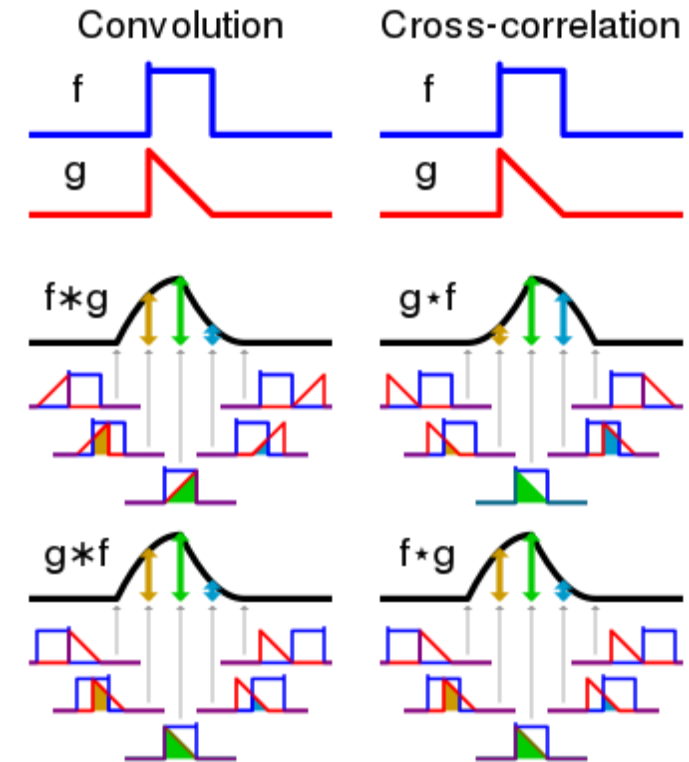 Convolution
Cross-correlation
f
f
g
g
f∗g
g⋆f
g∗f
f⋆g